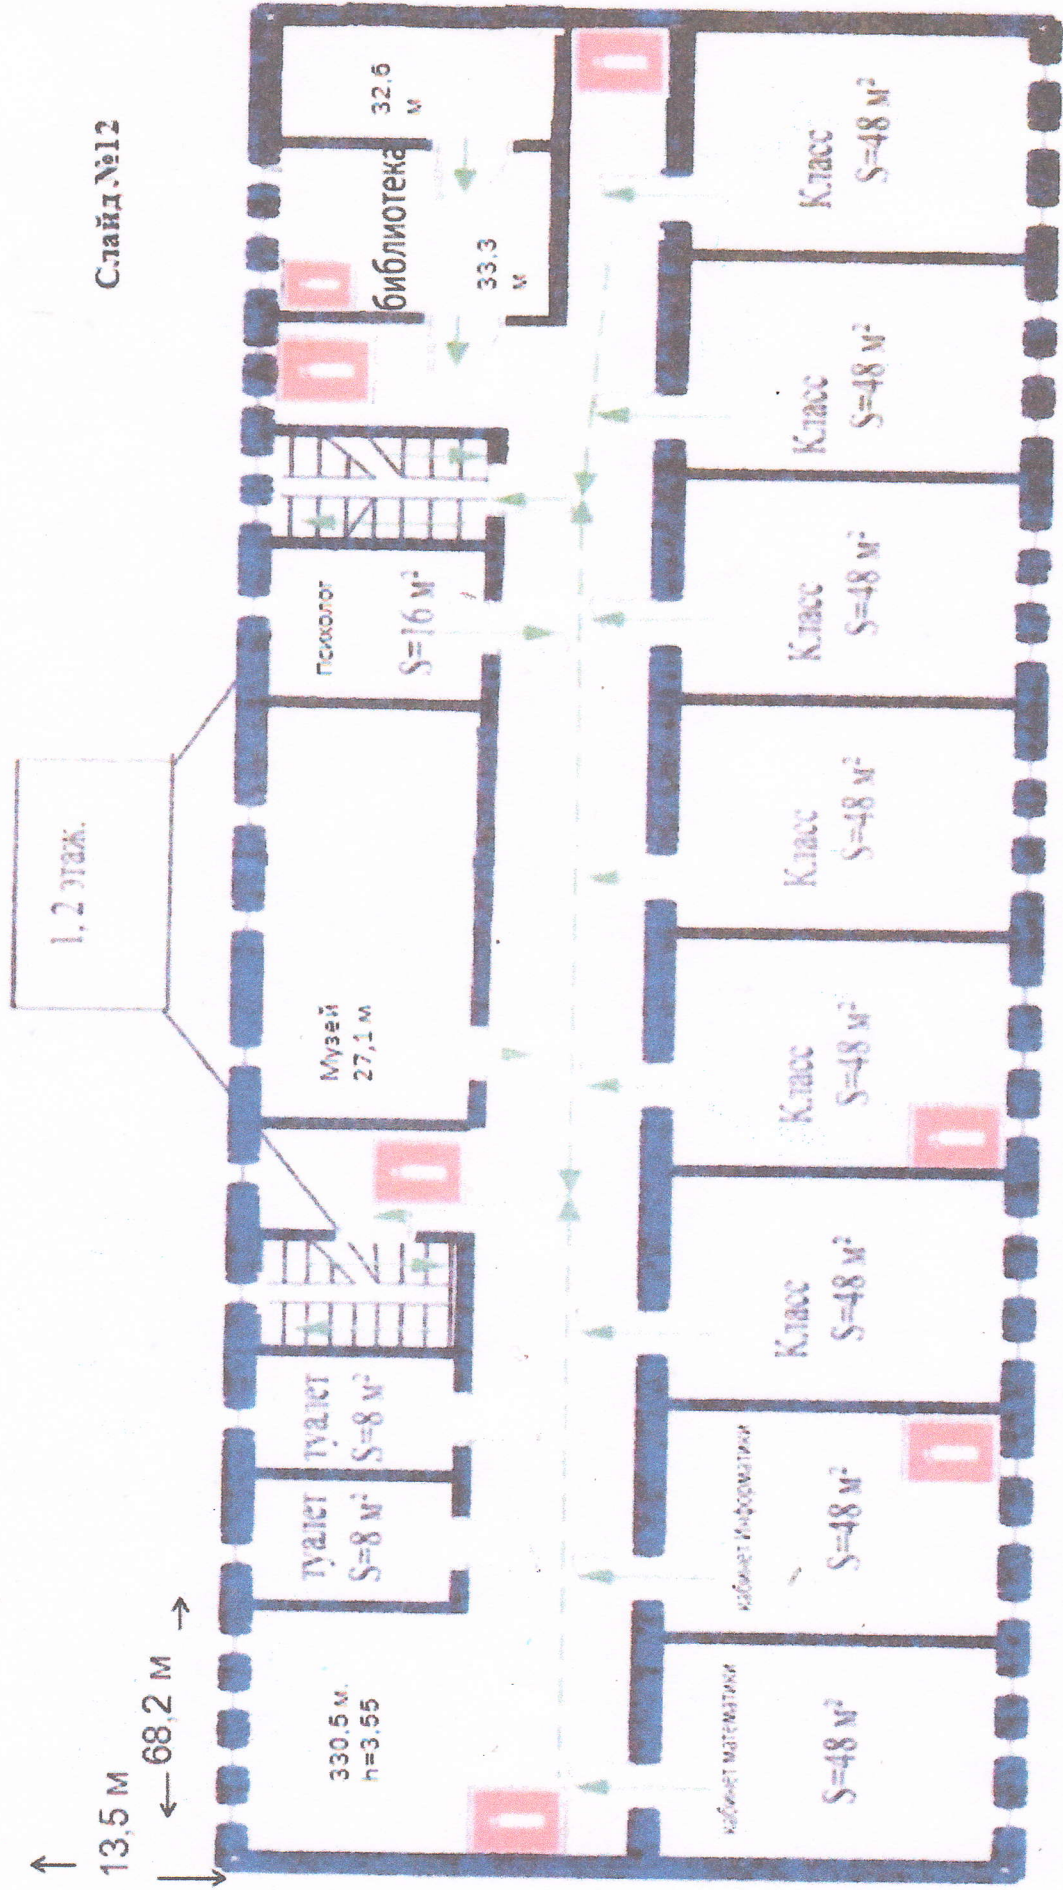 Слайд №12
13,5 м
68,2 м
1, 2 этаж.
330.5 м.
h=3.55
туалет
S=8 м²
туалет
S=8 м²
Музей
27,1 м
Психолог
S=16 м²
библиотека
33.3
м
32.6
м
кабинет математики
S=48 м²
кабинет Информатики
S=48 м²
Класс
S=48 м²
Класс
S=48 м²
Класс
S=48 м²
Класс
S=48 м²
Класс
S=48 м²
Класс
S=48 м²